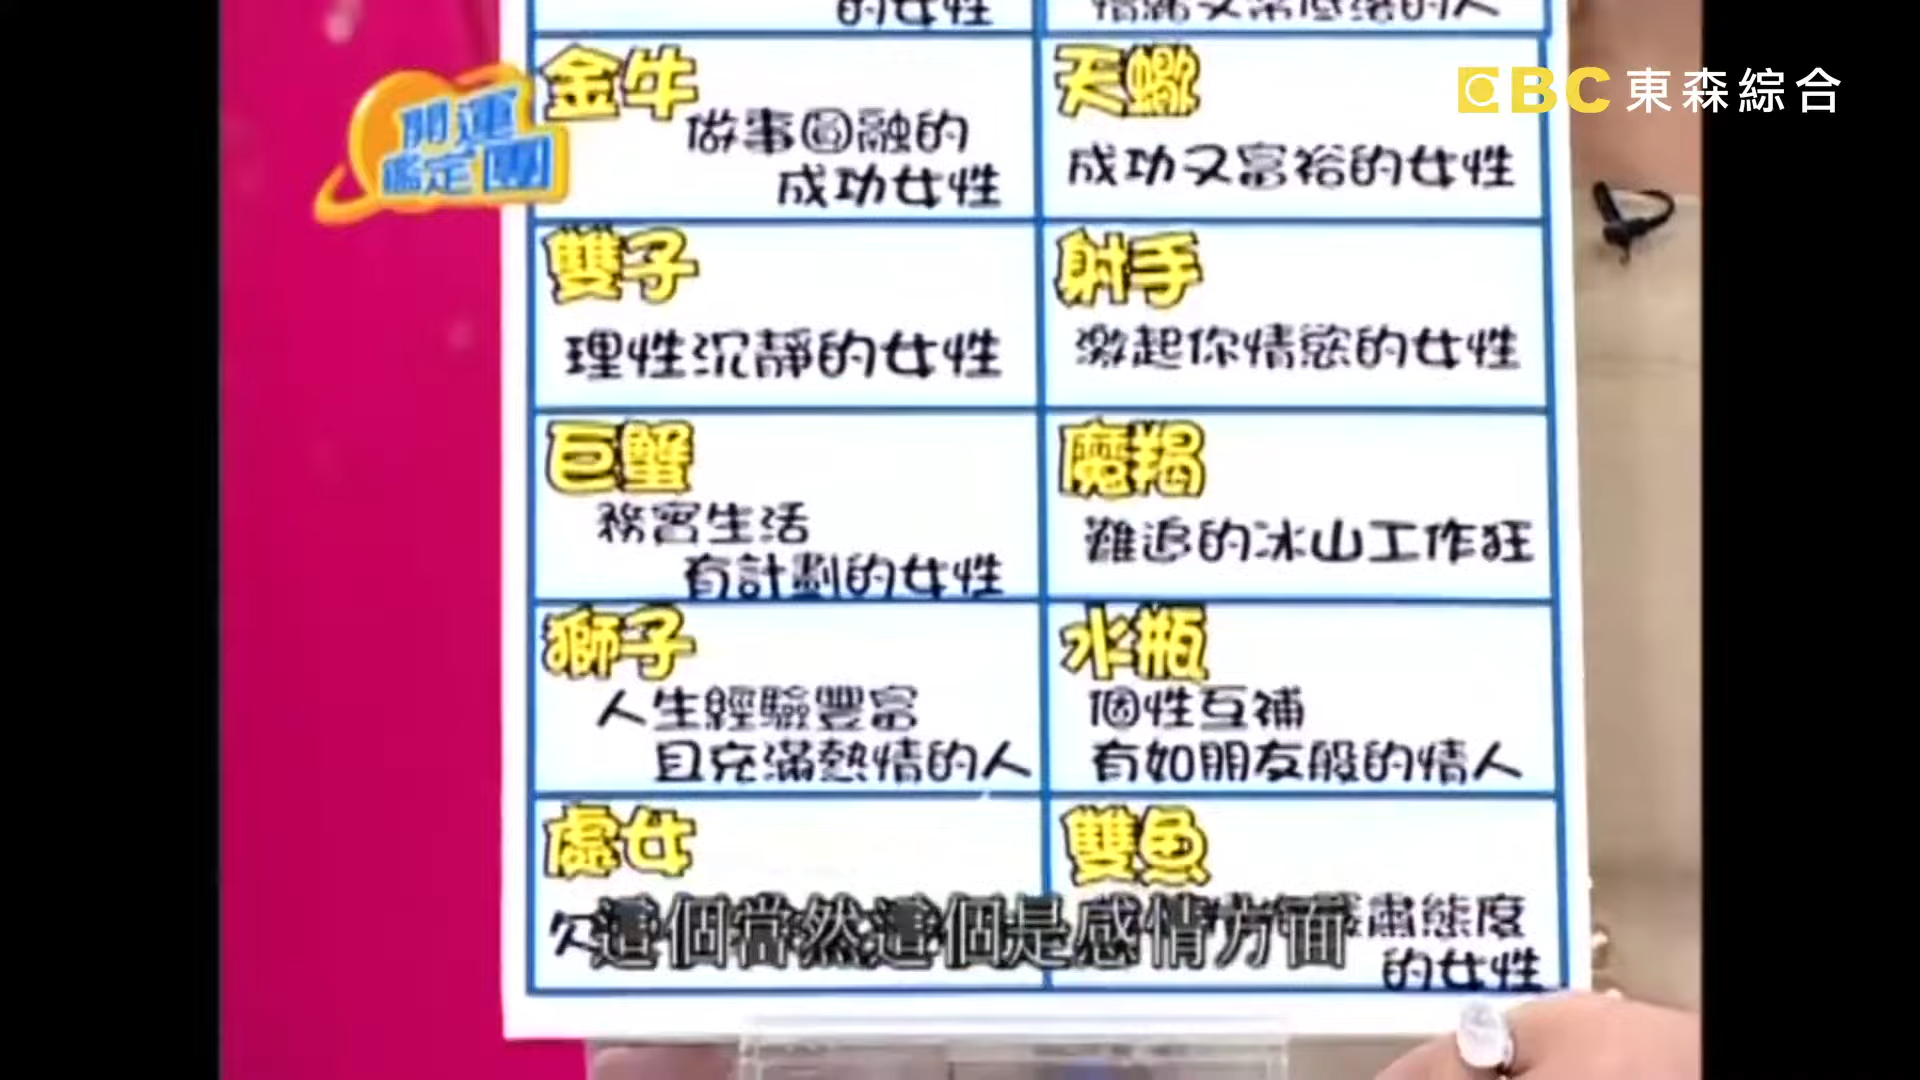 的女性
EBC 東森綜合
開運
鑑定團
金牛
做事圓融的
成功女性
天蠍
成功又富裕的女性
雙子
理性沉靜的女性
射手
激起你情慾的女性
巨蟹
務實生活
有計劃的女性
魔羯
難追的冰山工作狂
獅子
人生經驗豐富
且充滿熱情的人
水瓶
個性互補
有如朋友般的情人
處女
雙魚
肅態度
的女性
這個當然這個是感情方面